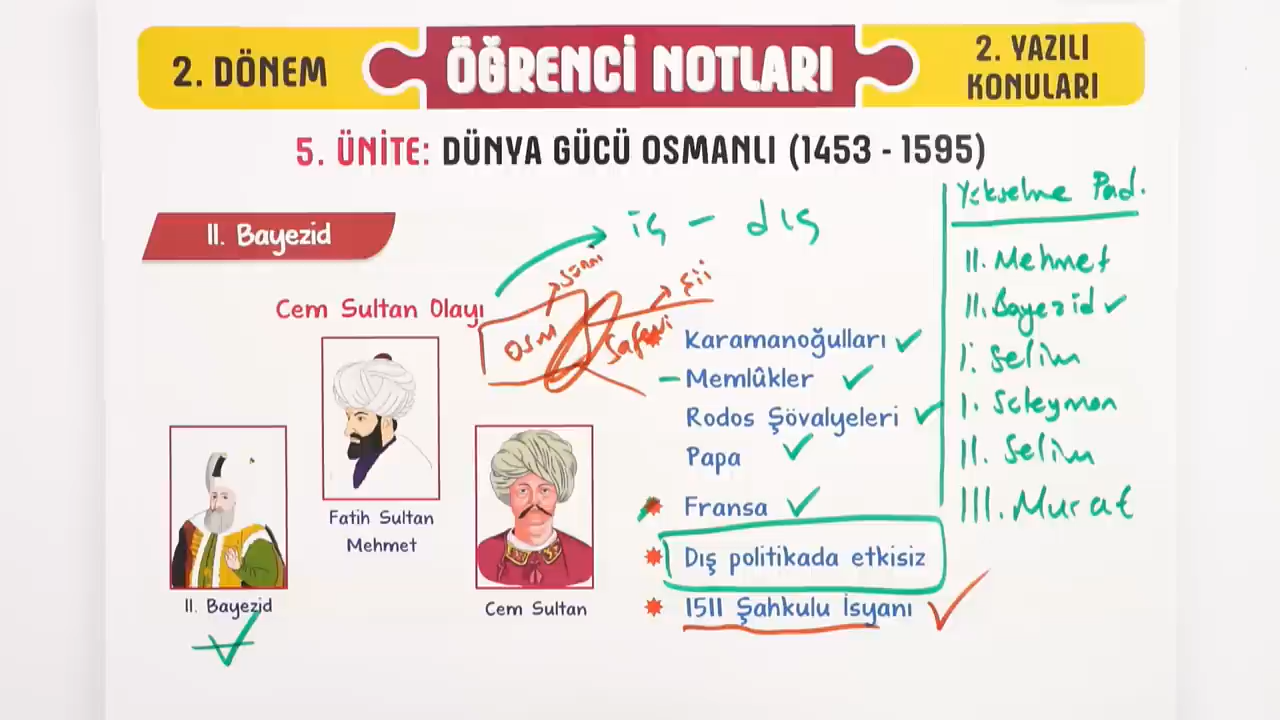 2. DÖNEM
ÖĞRENCİ NOTLARI
2. YAZILI
KONULARI
5. ÜNİTE: DÜNYA GÜCÜ OSMANLI (1453 - 1595)
II. Bayezid
iç - dış
Cem Sultan Olayı
Sünni
Şii
Osm
Safevi
Fatih Sultan
Mehmet
II. Bayezid
Cem Sultan
Karamanoğulları
Memlûkler
Rodos Şövalyeleri
Papa
Fransa
Dış politikada etkisiz
1511 Şahkulu İsyanı
Yükselme Pad.
II. Mehmet
II. Bayezid
I. Selim
I. Süleyman
II. Selim
III. Murat